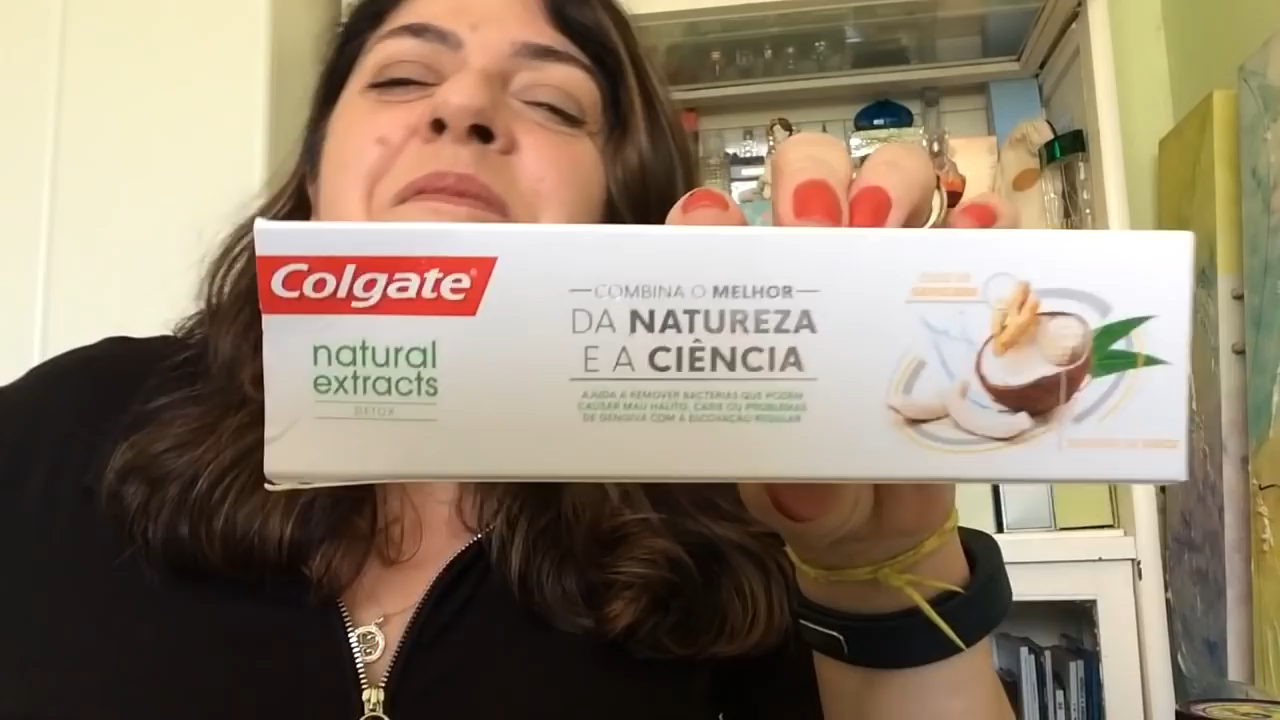 Colgate
natural
extracts
DETOX
COMBINA O MELHOR
DA NATUREZA
E A CIÊNCIA
AJUDA A REMOVER BACTÉRIAS QUE PODEM
CAUSAR MAU HÁLITO, CÁRIE OU PROBLEMAS
DE GENGIVA COM A ESCOVAÇÃO REGULAR